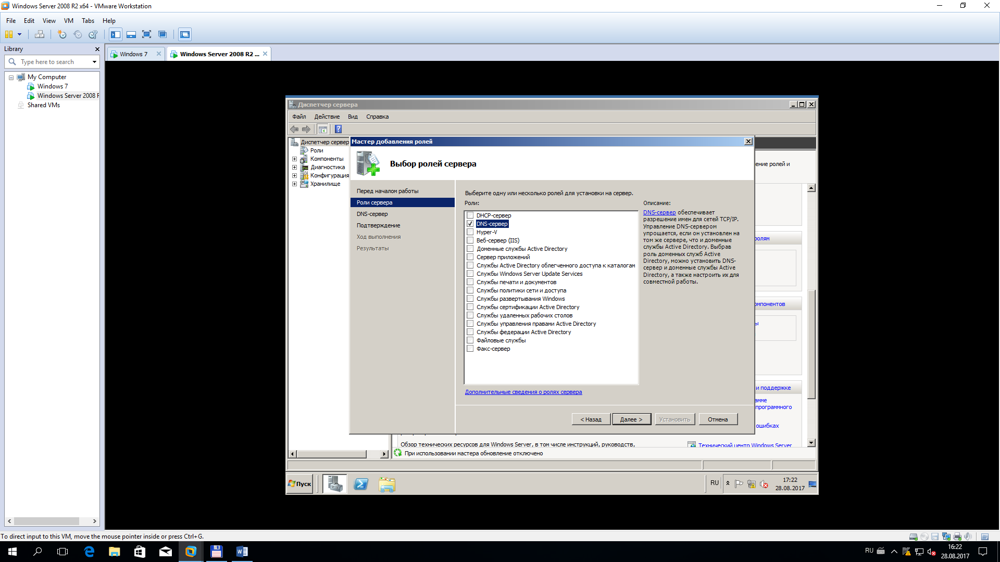 Windows Server 2008 R2 x64 - VMware Workstation
File Edit View VM Tabs Help
Library
Type here to search
My Computer
Windows 7
Windows Server 2008 R
Shared VMs
Windows 7
Windows Server 2008 R2 ...
Диспетчер сервера
Файл Действие Вид Справка
Диспетчер сервер
Роли
Компоненты
Диагностика
Конфигурация
Хранилище
Мастер добавления ролей
Выбор ролей сервера
Перед началом работы
Роли сервера
DNS-сервер
Подтверждение
Ход выполнения
Результаты
Выберите одну или несколько ролей для установки на сервер.
Роли:
DHCP-сервер
DNS-сервер
Hyper-V
Веб-сервер (IIS)
Доменные службы Active Directory
Сервер приложений
Службы Active Directory облегченного доступа к каталогам
Службы Windows Server Update Services
Службы печати и документов
Службы политики сети и доступа
Службы развертывания Windows
Службы сертификации Active Directory
Службы удаленных рабочих столов
Службы управления правами Active Directory
Службы федерации Active Directory
Файловые службы
Факс-сервер
Дополнительные сведения о ролях сервера
Описание:
DNS-сервер обеспечивает
разрешение имен для сетей TCP/IP.
Управление DNS-сервером
упрощается, если он установлен на
том же сервере, что и доменные
службы Active Directory. Выбрав
роль доменных служб Active
Directory, можно установить DNS-
сервер и доменные службы Active
Directory, а также настроить их для
совместной работы.
< Назад Далее > Установить Отмена
ение ролей и
ролям
омпонентов
ы
и поддержке
амме
программного
ошибках
Обзор технических ресурсов для Windows Server, в том числе инструкций, руководств,
Технический центр Windows Server
При использовании мастера обновление отключено
Пуск
RU
17:22
28.08.2017
To direct input to this VM, move the mouse pointer inside or press Ctrl+G.
RU
16:22
28.08.2017